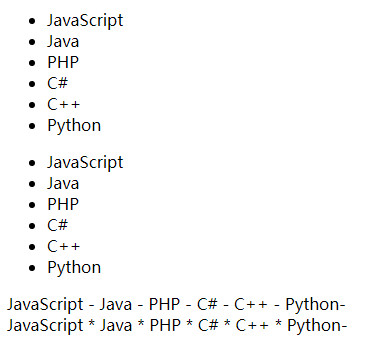 JavaScript
Java
PHP
C#
C++
Python
JavaScript
Java
PHP
C#
C++
Python
JavaScript - Java - PHP - C# - C++ - Python-
JavaScript * Java * PHP * C# * C++ * Python-